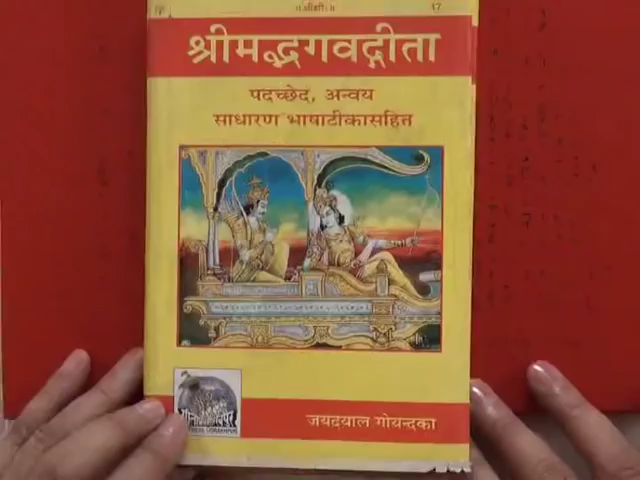 ॥ श्रीहरिः ॥
17
श्रीमद्भगवद्गीता
पदच्छेद, अन्वय
साधारण भाषाटीकासहित
जयदयाल गोयन्दका